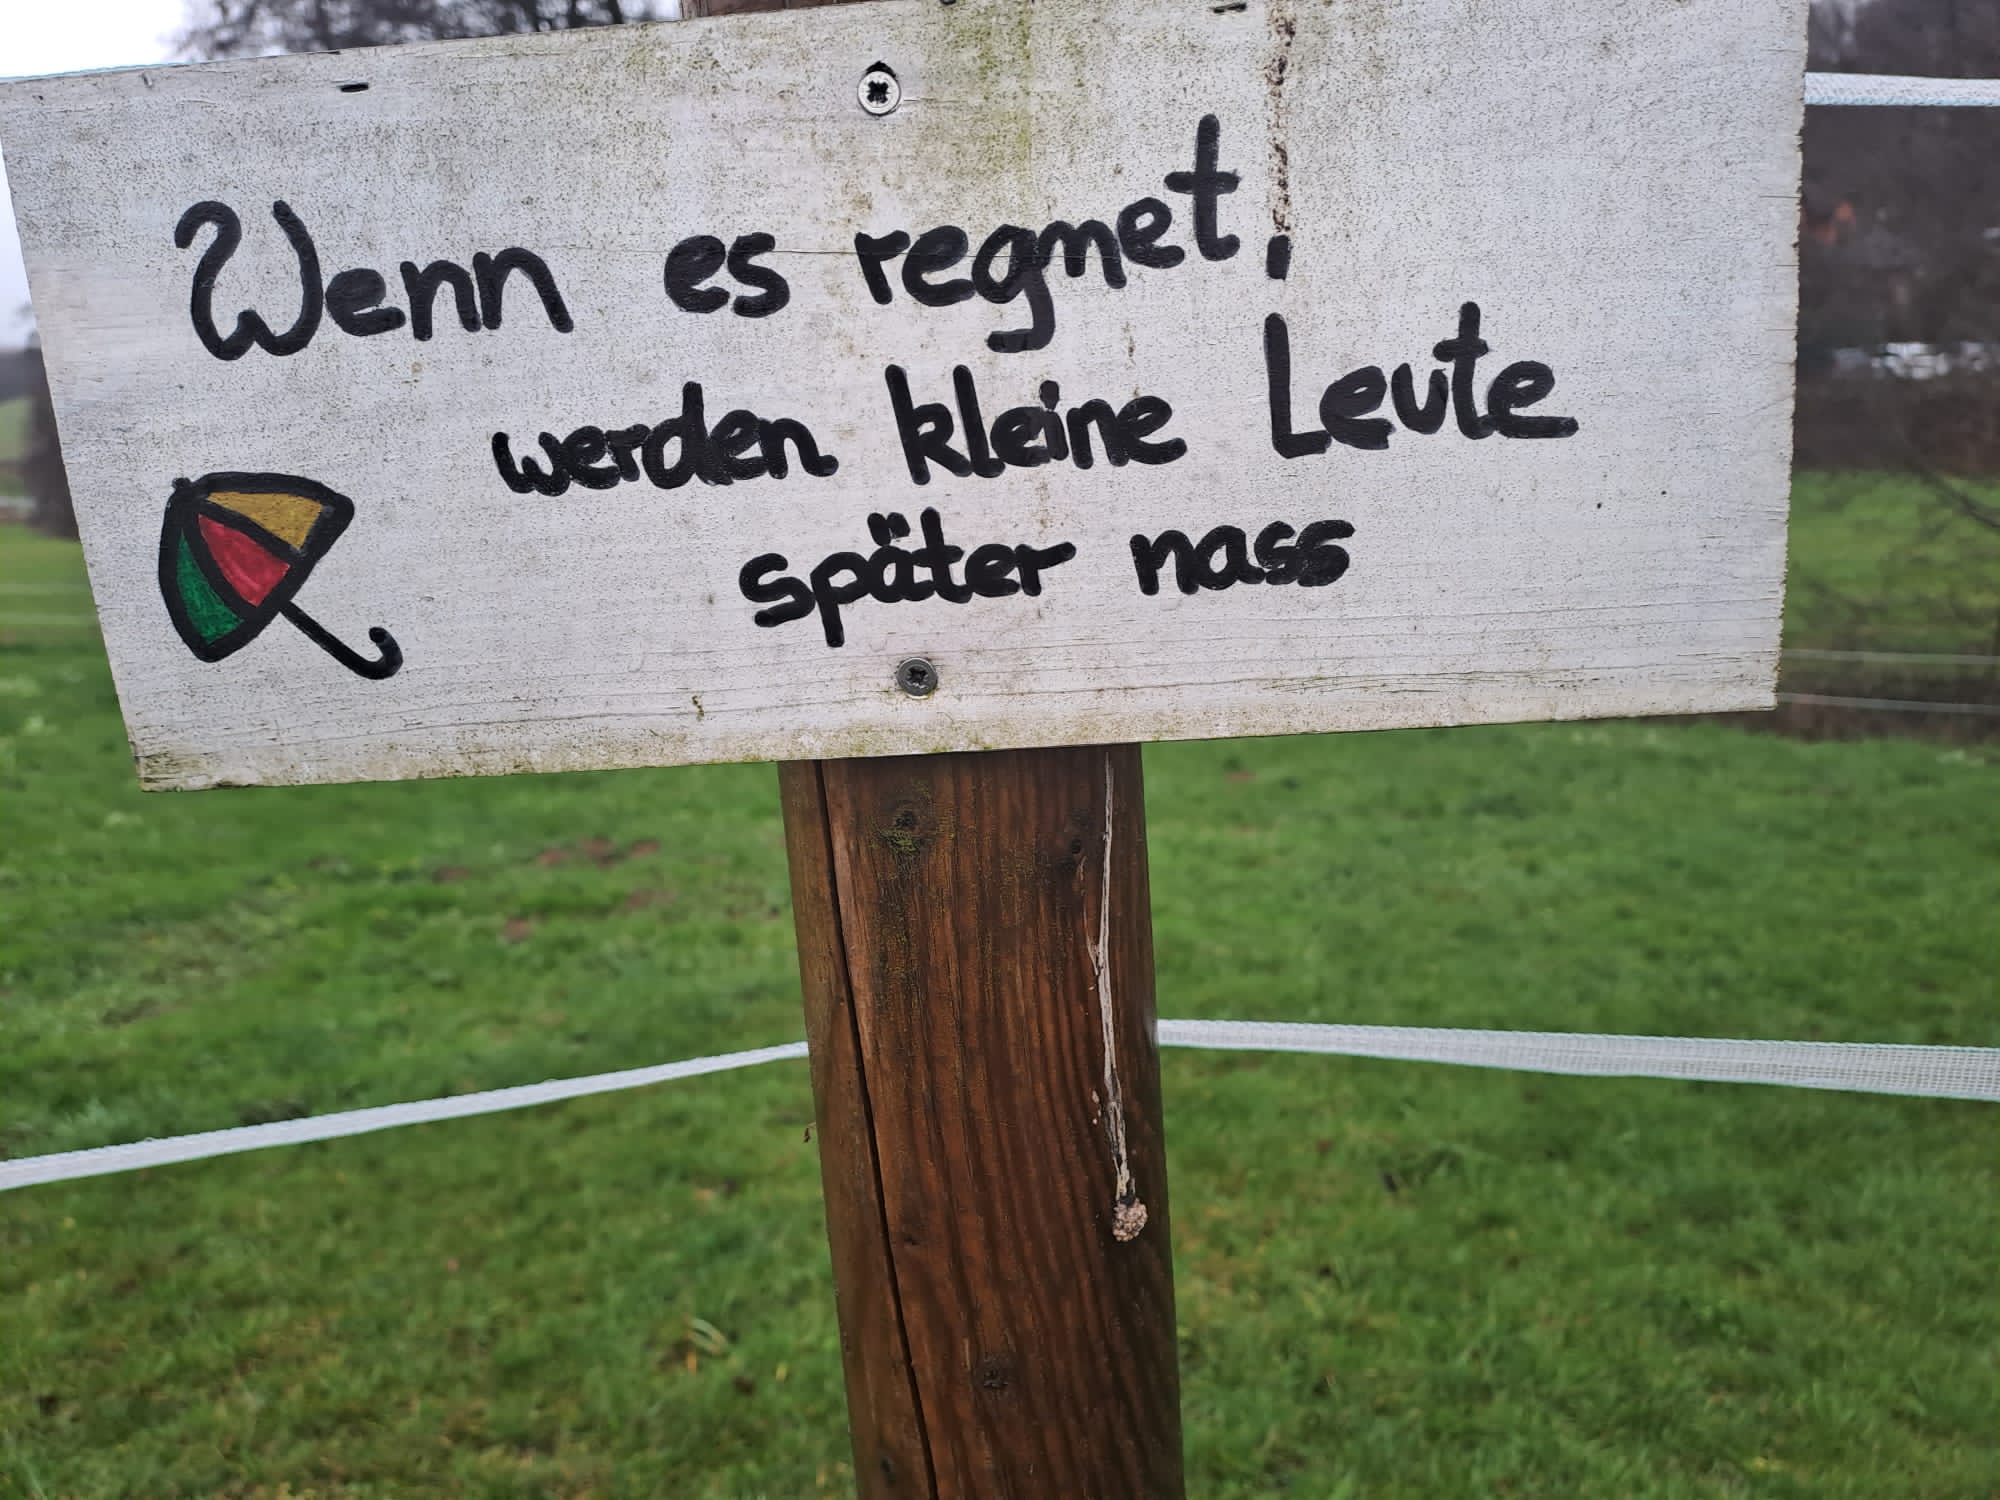 Wenn es regnet,
werden kleine Leute
später nass